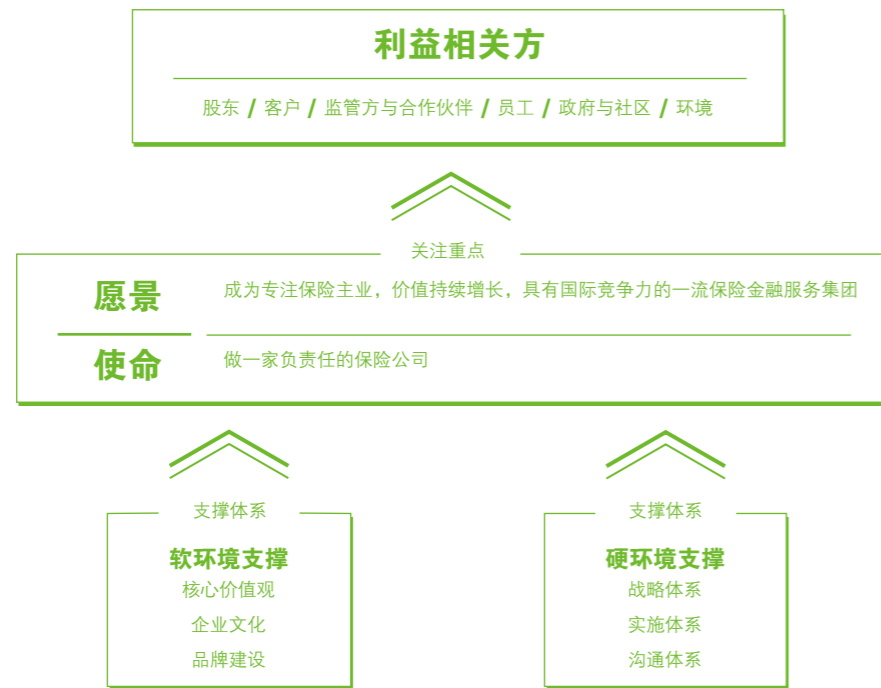 利益相关方
股东 / 客户 / 监管方与合作伙伴 / 员工 / 政府与社区 / 环境
关注重点
愿景
成为专注保险主业，价值持续增长，具有国际竞争力的一流保险金融服务集团
使命
做一家负责任的保险公司
支撑体系
软环境支撑
核心价值观
企业文化
品牌建设
支撑体系
硬环境支撑
战略体系
实施体系
沟通体系